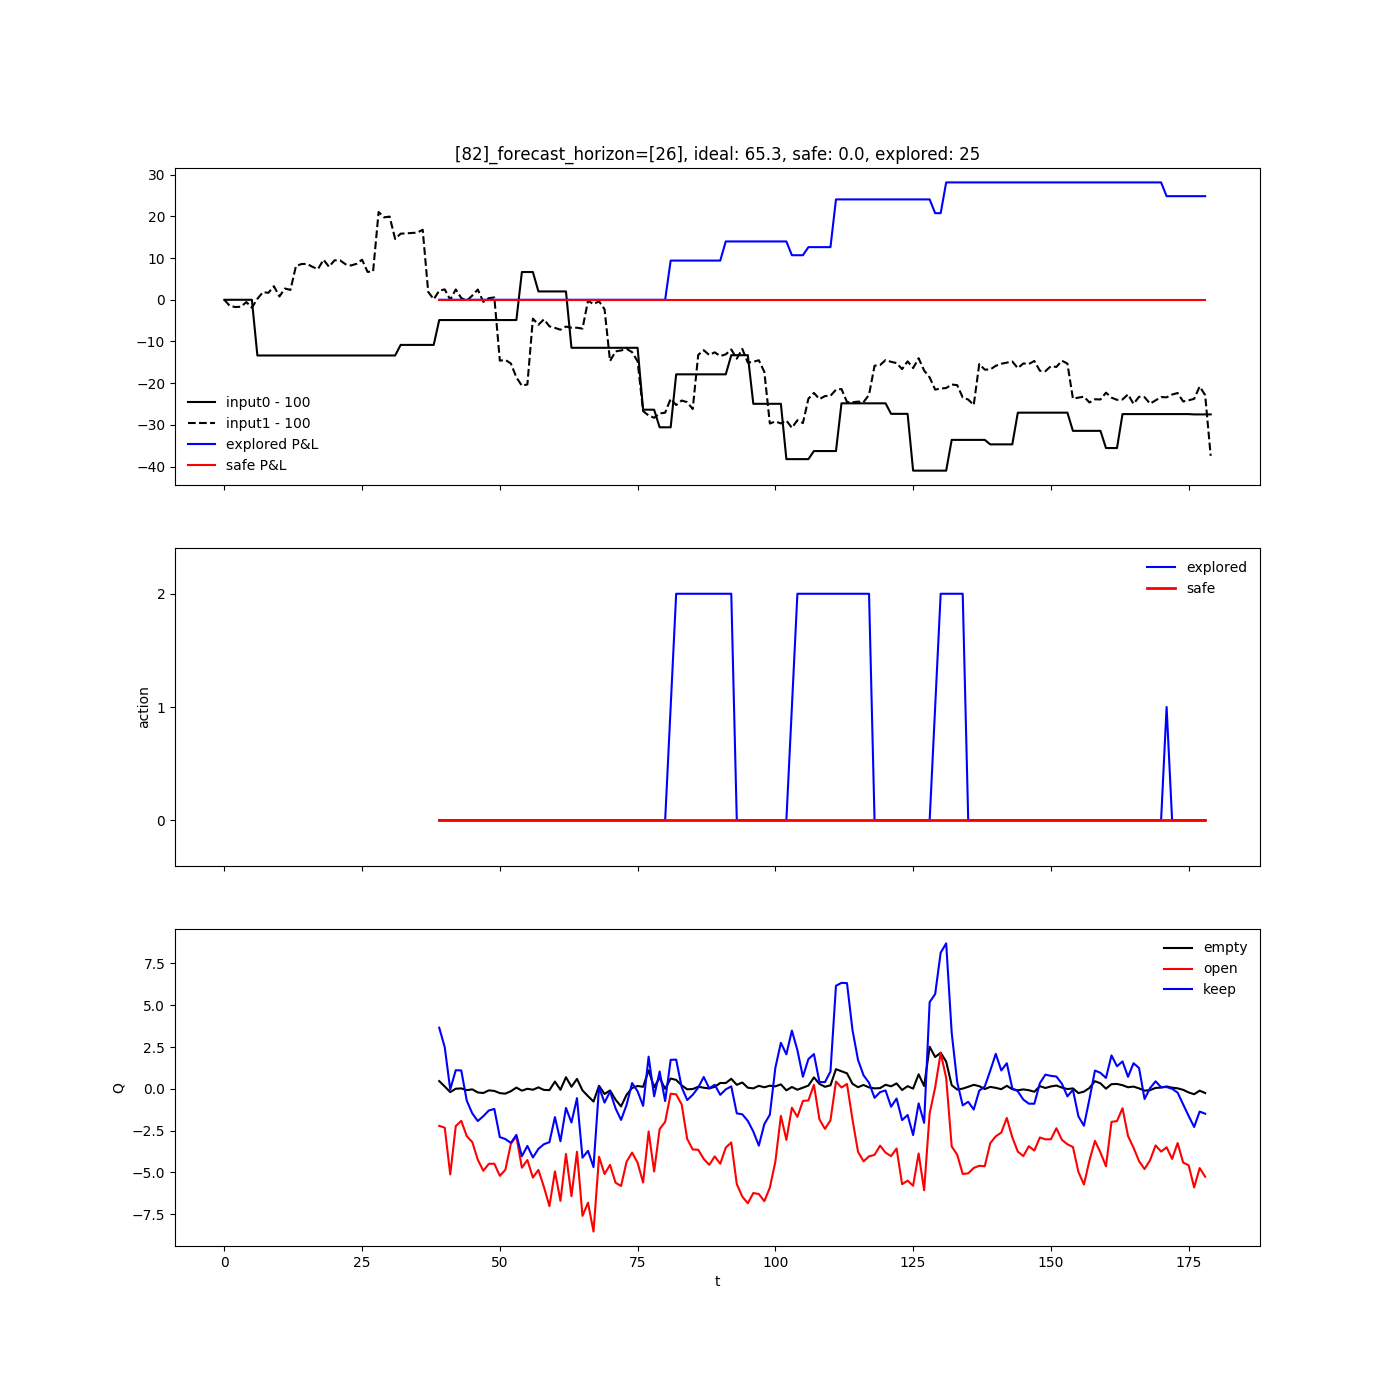 [82]_forecast_horizon=[26], ideal: 65.3, safe: 0.0, explored: 25
30
20
10
0
−10
−20
−30
−40
input0 - 100
input1 - 100
explored P&L
safe P&L
action
2
1
0
explored
safe
Q
7.5
5.0
2.5
0.0
−2.5
−5.0
−7.5
empty
open
keep
0 25 50 75 100 125 150 175
t